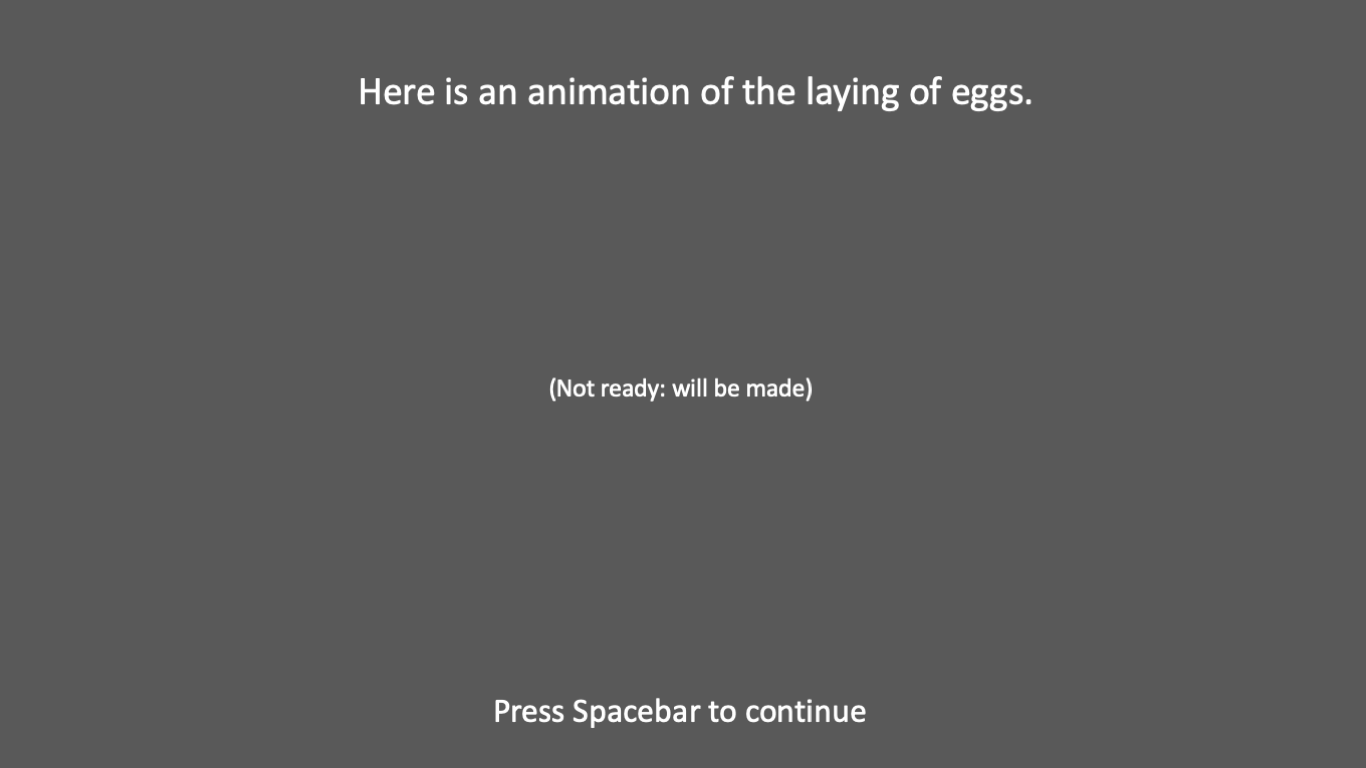 Here is an animation of the laying of eggs.
(Not ready: will be made)
Press Spacebar to continue